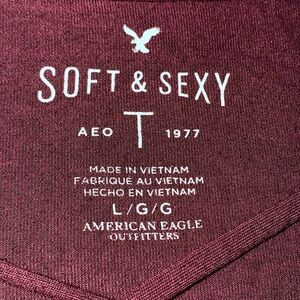 SOFT & SEXY
AEO T 1977
MADE IN VIETNAM
FABRIQUÉ AU VIETNAM
HECHO EN VIETNAM
L/G/G
AMERICAN EAGLE
OUTFITTERS